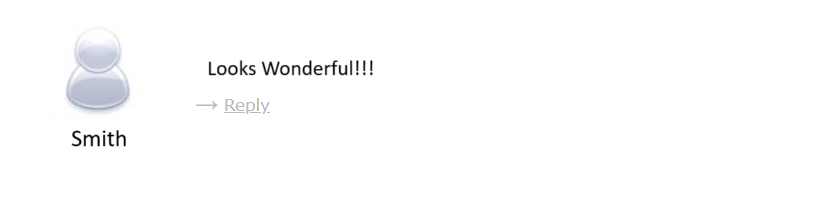 Looks Wonderful!!!
→ Reply
Smith